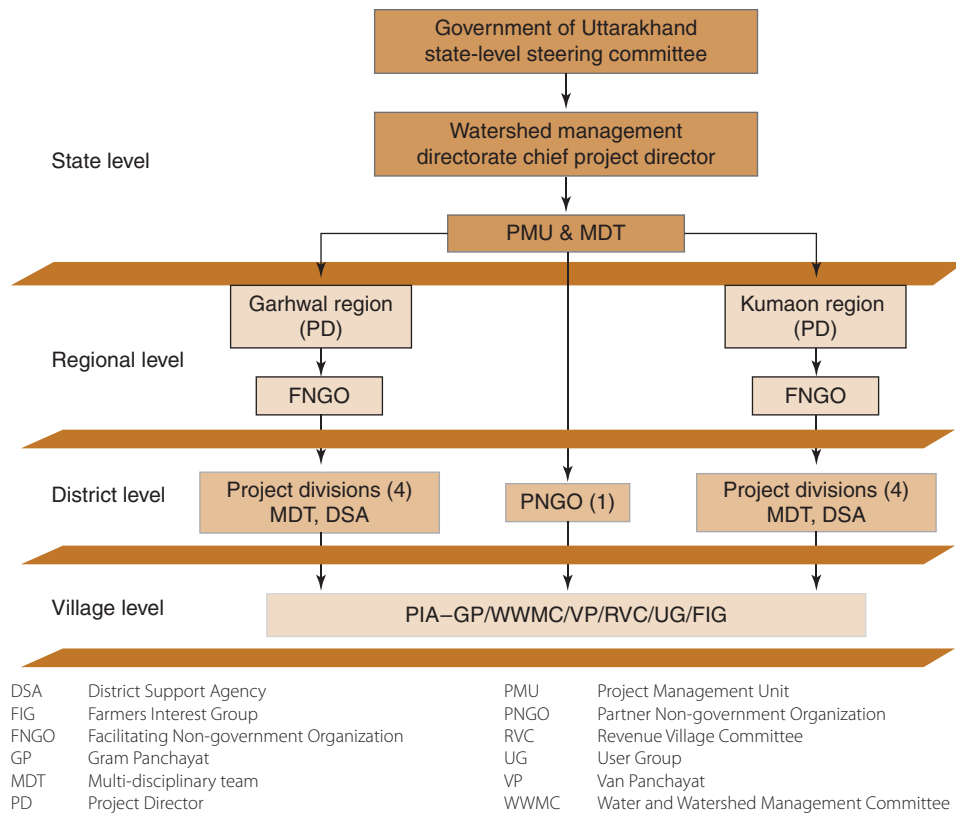 Government of Uttarakhand
state-level steering committee
Watershed management
directorate chief project director
State level
PMU & MDT
Garhwal region
(PD)
Kumaon region
(PD)
Regional level
FNGO
FNGO
District level
Project divisions (4)
MDT, DSA
PNGO (1)
Project divisions (4)
MDT, DSA
Village level
PIA–GP/WWMC/VP/RVC/UG/FIG
DSA District Support Agency
FIG Farmers Interest Group
FNGO Facilitating Non-government Organization
GP Gram Panchayat
MDT Multi-disciplinary team
PD Project Director
PMU Project Management Unit
PNGO Partner Non-government Organization
RVC Revenue Village Committee
UG User Group
VP Van Panchayat
WWMC Water and Watershed Management Committee